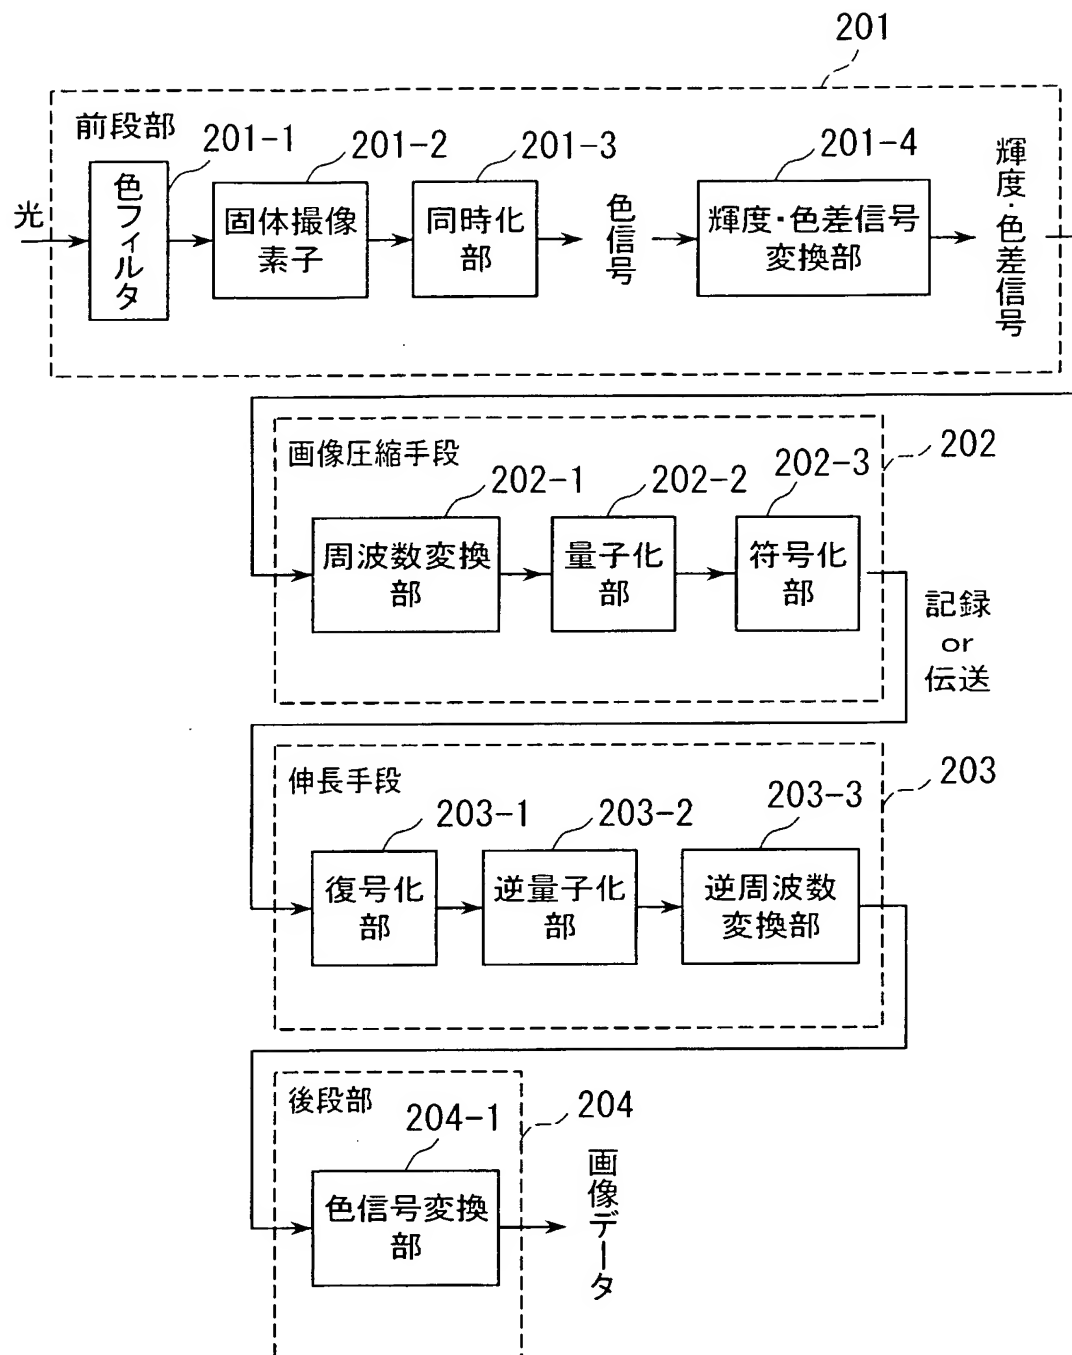 201
前段部
201-1
201-2
201-3
201-4
光
色フィルタ
固体撮像
素子
同時化
部
色信号
輝度・色差信号
変換部
輝度・色差信号
画像圧縮手段
202
202-1
202-2
202-3
周波数変換
部
量子化
部
符号化
部
記録
or
伝送
伸長手段
203
203-1
203-2
203-3
復号化
部
逆量子化
部
逆周波数
変換部
後段部
204
204-1
色信号変換
部
画像データ